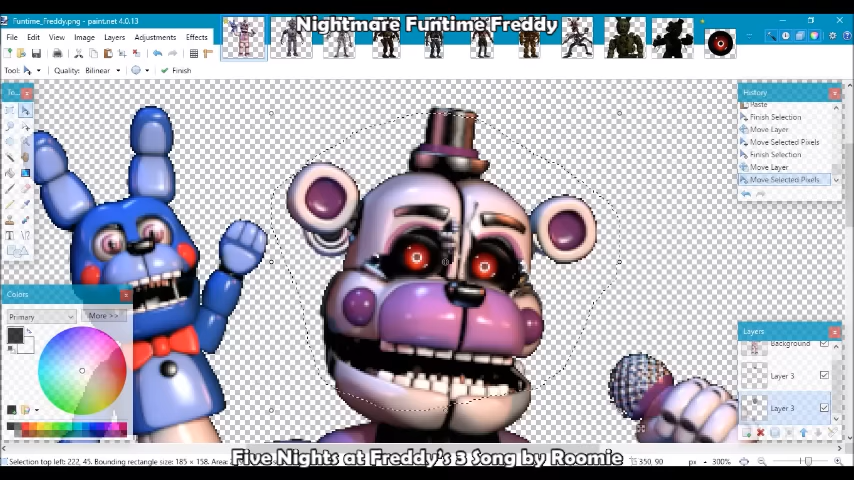 Funtime_Freddy.png - paint.net 4.0.13
Nightmare Funtime Freddy
File Edit View Image Layers Adjustments Effects
Tool: Quality: Bilinear Finish
To...
History
Paste
Finish Selection
Move Layer
Move Selected Pixels
Finish Selection
Move Layer
Move Selected Pixels
Colors
Primary More >>
Layers
Background
Layer 3
Layer 3
Five Nights at Freddy's 3 Song by Roomie
Selection top left: 222, 45. Bounding rectangle size: 185 × 158. 350, 90 px 300%